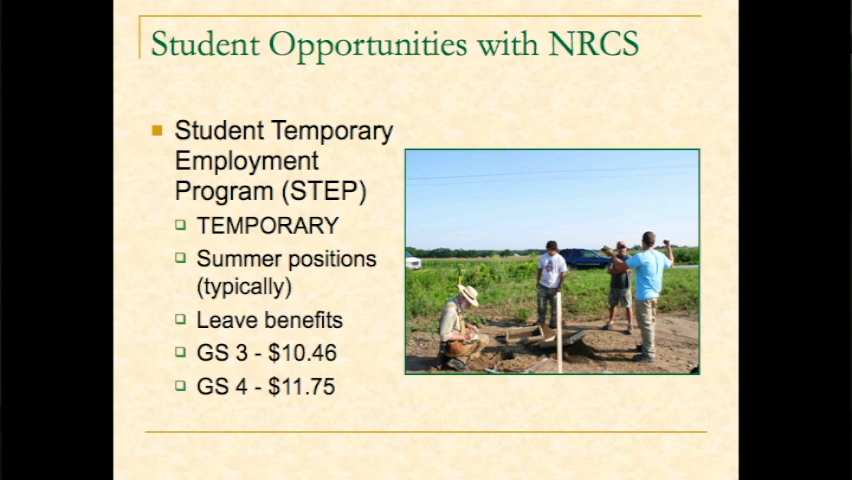 Student Opportunities with NRCS
Student Temporary
Employment
Program (STEP)
TEMPORARY
Summer positions
(typically)
Leave benefits
GS 3 - $10.46
GS 4 - $11.75